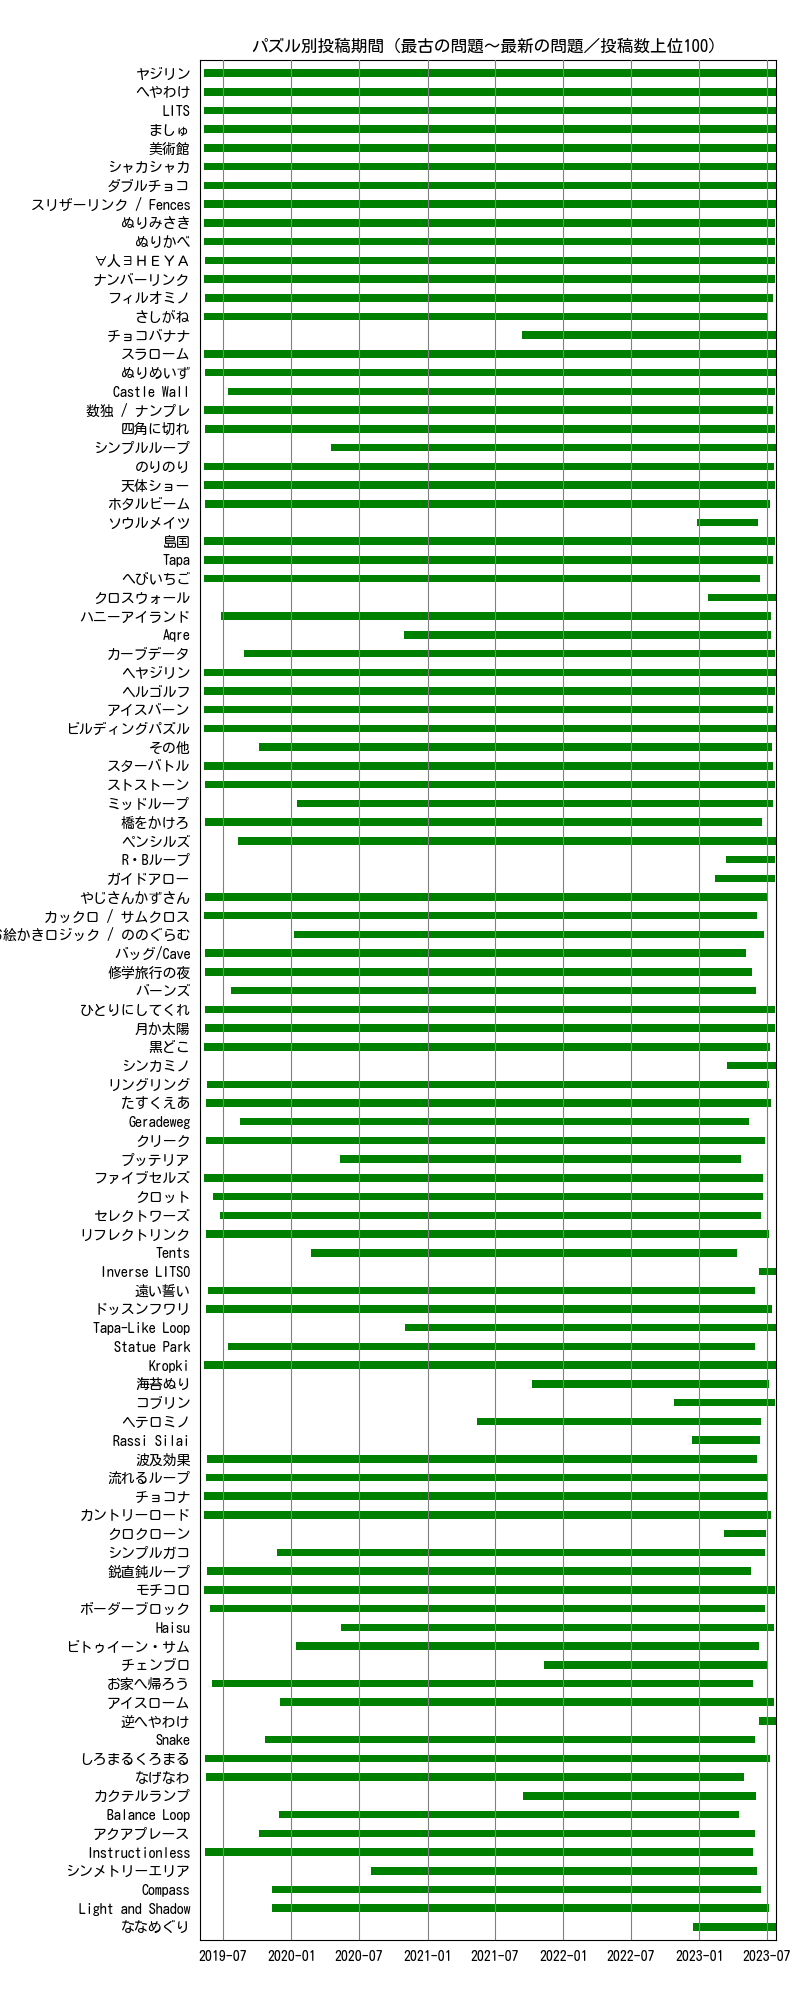 パズル別投稿期間（最古の問題～最新の問題／投稿数上位100）
ヤジリン
へやわけ
LITS
ましゅ
美術館
シャカシャカ
ダブルチョコ
スリザーリンク / Fences
ぬりみさき
ぬりかべ
∀人ヨＨＥＹＡ
ナンバーリンク
フィルオミノ
さしがね
チョコバナナ
スラローム
ぬりめいず
Castle Wall
数独 / ナンプレ
四角に切れ
シンプルループ
のりのり
天体ショー
ホタルビーム
ソウルメイツ
島国
Tapa
へびいちご
クロスウォール
ハニーアイランド
Aqre
カーブデータ
ヘヤジリン
ヘルゴルフ
アイスバーン
ビルディングパズル
その他
スターバトル
ストストーン
ミッドループ
橋をかけろ
ペンシルズ
R・Bループ
ガイドアロー
やじさんかずさん
カックロ / サムクロス
絵かきロジック / ののぐらむ
バッグ/Cave
修学旅行の夜
バーンズ
ひとりにしてくれ
月か太陽
黒どこ
シンカミノ
リングリング
たすくえあ
Geradeweg
クリーク
プッテリア
ファイブセルズ
クロット
セレクトワーズ
リフレクトリンク
Tents
Inverse LITSO
遠い誓い
ドッスンフワリ
Tapa-Like Loop
Statue Park
Kropki
海苔ぬり
コブリン
ヘテロミノ
Rassi Silai
波及効果
流れるループ
チョコナ
カントリーロード
クロクローン
シンプルガコ
鋭直鈍ループ
モチコロ
ボーダーブロック
Haisu
ビトゥイーン・サム
チェンブロ
お家へ帰ろう
アイスローム
逆へやわけ
Snake
しろまるくろまる
なげなわ
カクテルランプ
Balance Loop
アクアプレース
Instructionless
シンメトリーエリア
Compass
Light and Shadow
ななめぐり
2019-07 2020-01 2020-07 2021-01 2021-07 2022-01 2022-07 2023-01 2023-07